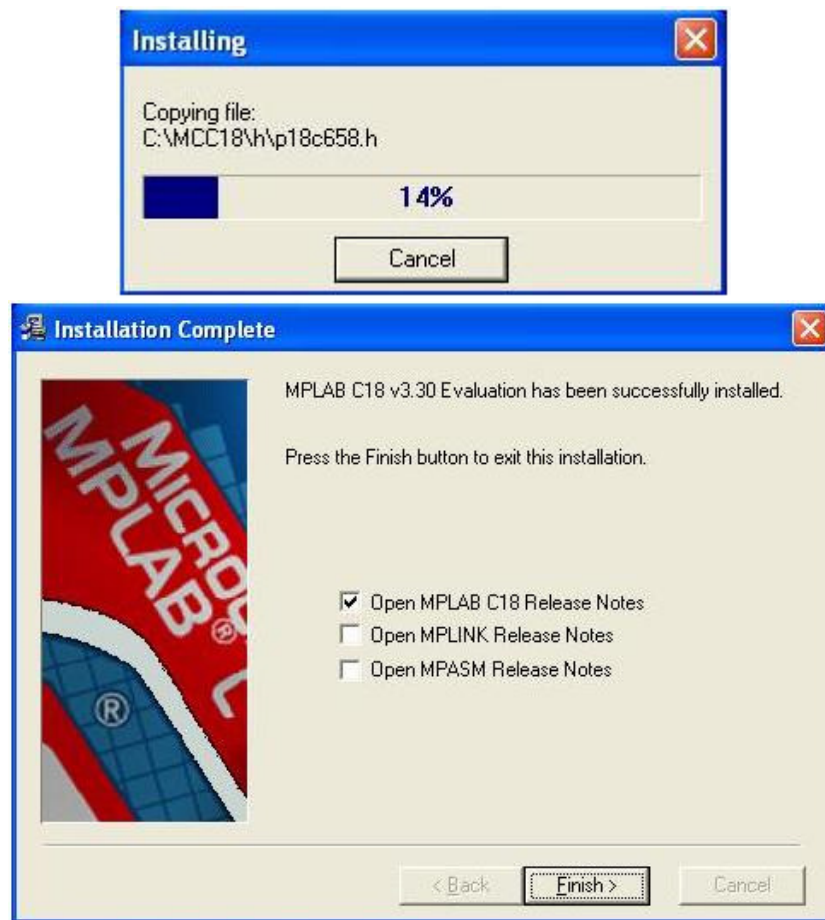 Installing
Copying file:
C:\MCC18\h\p18c658.h
14%
Cancel
Installation Complete
MPLAB C18 v3.30 Evaluation has been successfully installed.
Press the Finish button to exit this installation.
MICROC
MPLAB® C
®
Open MPLAB C18 Release Notes
Open MPLINK Release Notes
Open MPASM Release Notes
< Back
Finish >
Cancel